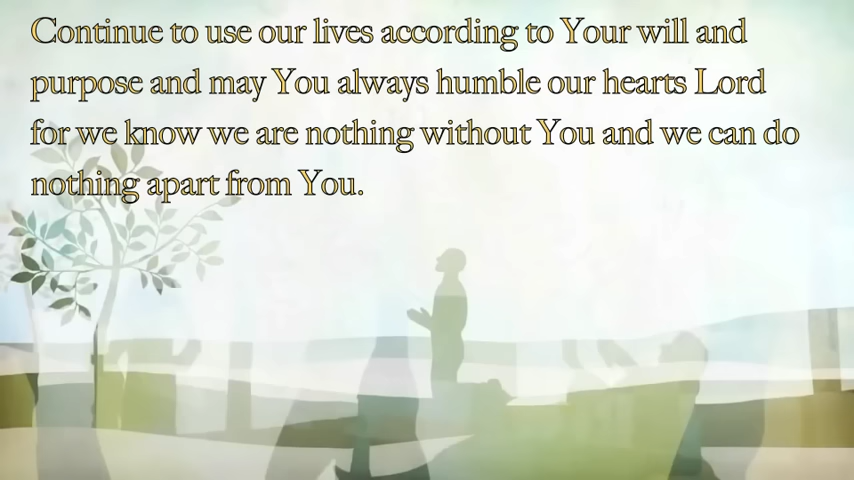 Continue to use our lives according to Your will and
purpose and may You always humble our hearts Lord
for we know we are nothing without You and we can do
nothing apart from You.